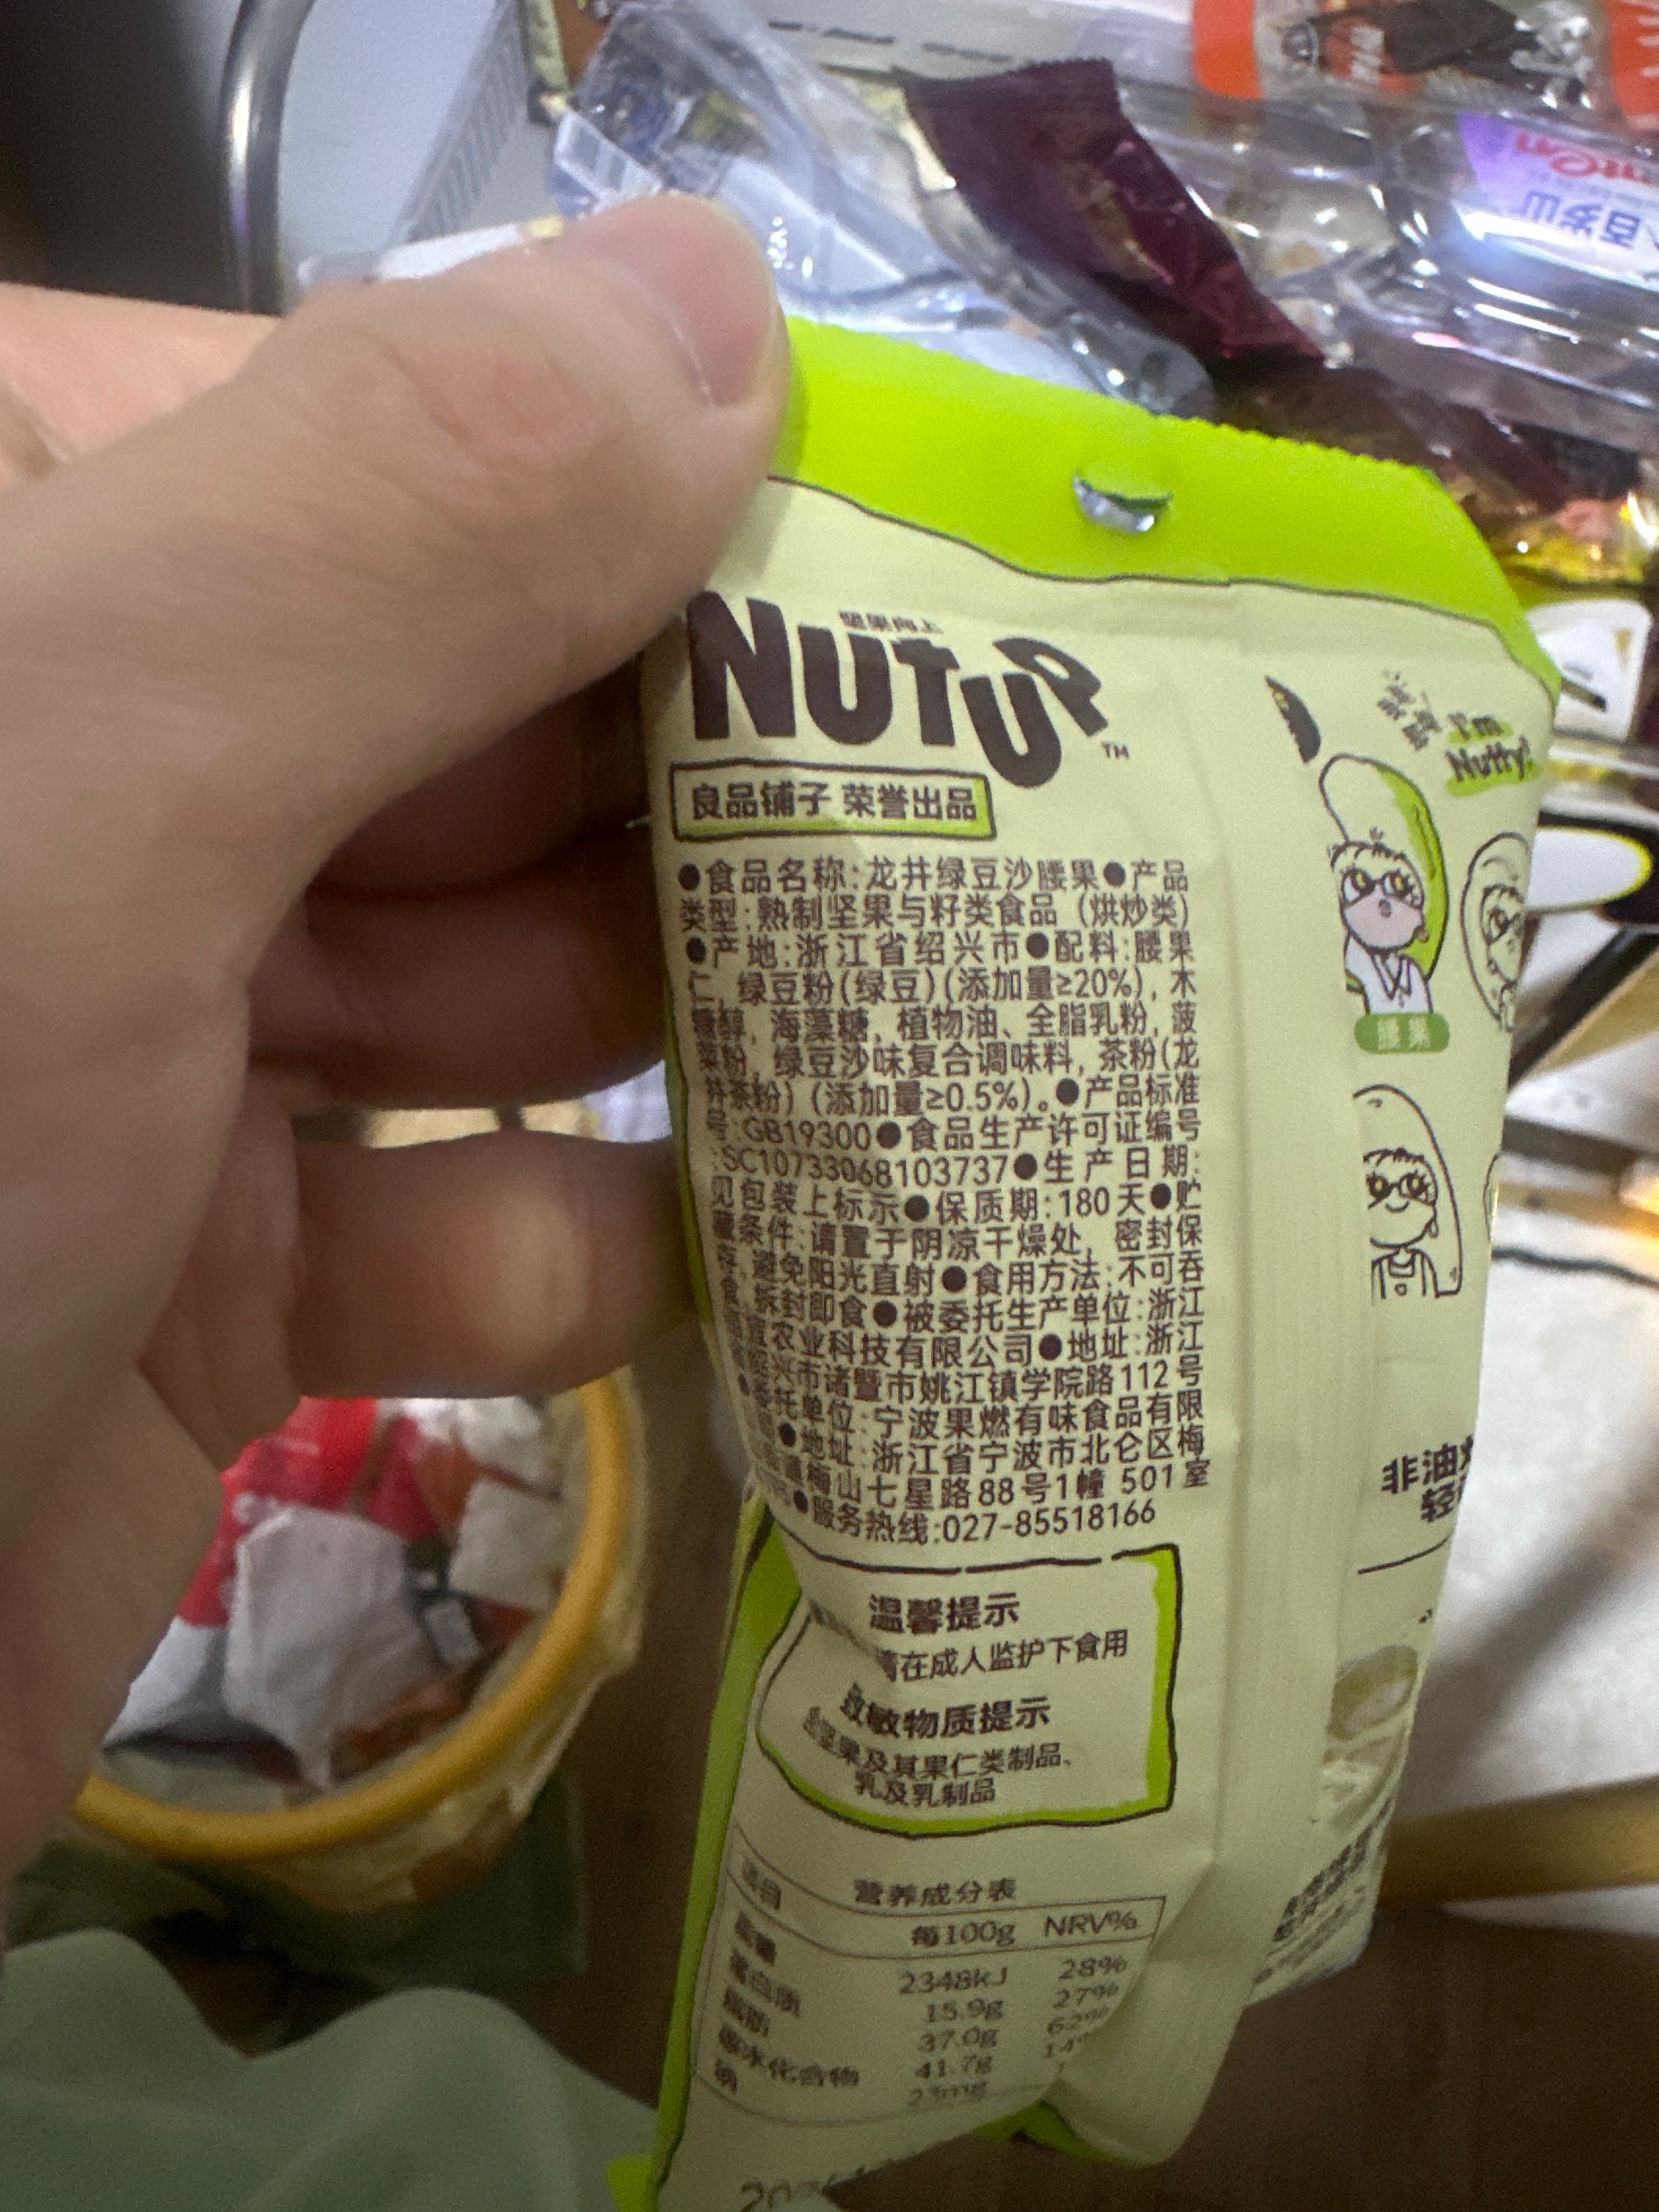 百多山
坚果向上
NUTUP™
良品铺子 荣誉出品
I'm
Nutty!
●食品名称:龙井绿豆沙腰果●产品
类型:熟制坚果与籽类食品(烘炒类)
●产地:浙江省绍兴市●配料:腰果
仁,绿豆粉(绿豆)(添加量≥20%),木
糖醇,海藻糖,植物油、全脂乳粉,菠
菜粉,绿豆沙味复合调味料,茶粉(龙
井茶粉)(添加量≥0.5%)。●产品标准
号:GB19300●食品生产许可证编号
:SC10733068103737●生产日期:
见包装上标示●保质期:180天●贮
藏条件:请置于阴凉干燥处,密封保
存,避免阳光直射●食用方法:不可吞
食,拆封即食●被委托生产单位:浙江
农业科技有限公司●地址:浙江
省绍兴市诸暨市姚江镇学院路112号
●委托单位:宁波果燃有味食品有限
公司●地址:浙江省宁波市北仑区梅
山街道梅山七星路88号1幢 501室
●服务热线:027-85518166
腰果
非油
轻
温馨提示
请在成人监护下食用
致敏物质提示
含坚果及其果仁类制品、
乳及乳制品
营养成分表
项目 每100g NRV%
能量 2348kJ 28%
蛋白质 15.9g 27%
脂肪 37.0g 62%
碳水化合物 41.7g 14%
钠 23mg